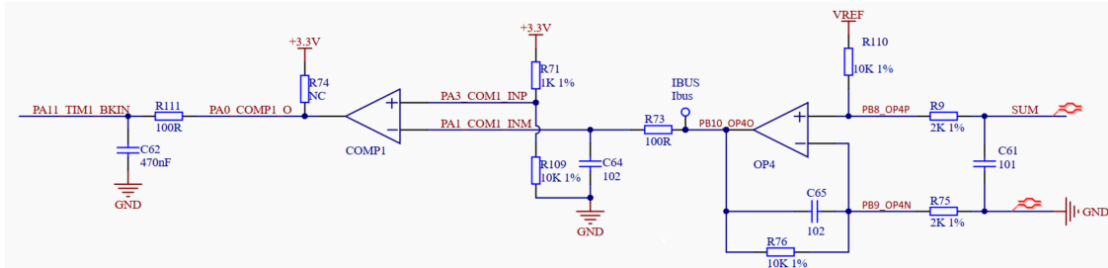 VREF
+3.3V
+3.3V
R110
10K 1%
R74
NC
R71
1K 1%
IBUS
Ibus
PA11_TIM1_BKIN
R111
100R
PA0_COMP1_O
PA3_COM1_INP
PB8_OP4P
R9
2K 1%
SUM
PA1_COM1_INM
R73
100R
PB10_OP4O
C62
470nF
COMP1
R109
10K 1%
C64
102
OP4
C61
101
GND
GND
C65
102
PB9_OP4N
R75
2K 1%
GND
R76
10K 1%